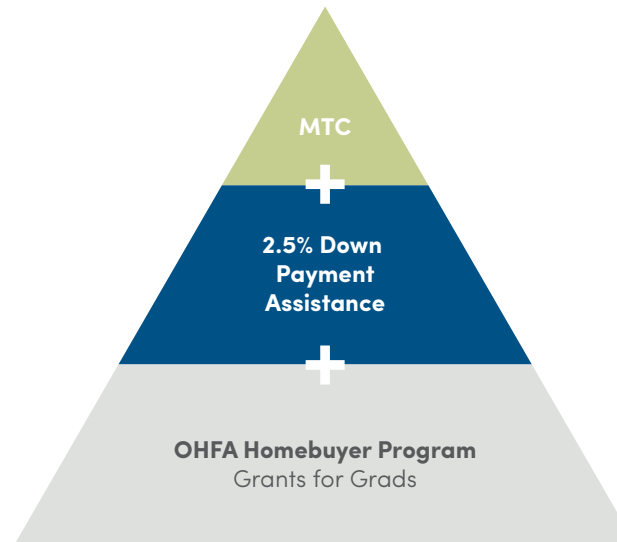 MTC
+
2.5% Down
Payment
Assistance
+
OHFA Homebuyer Program
Grants for Grads